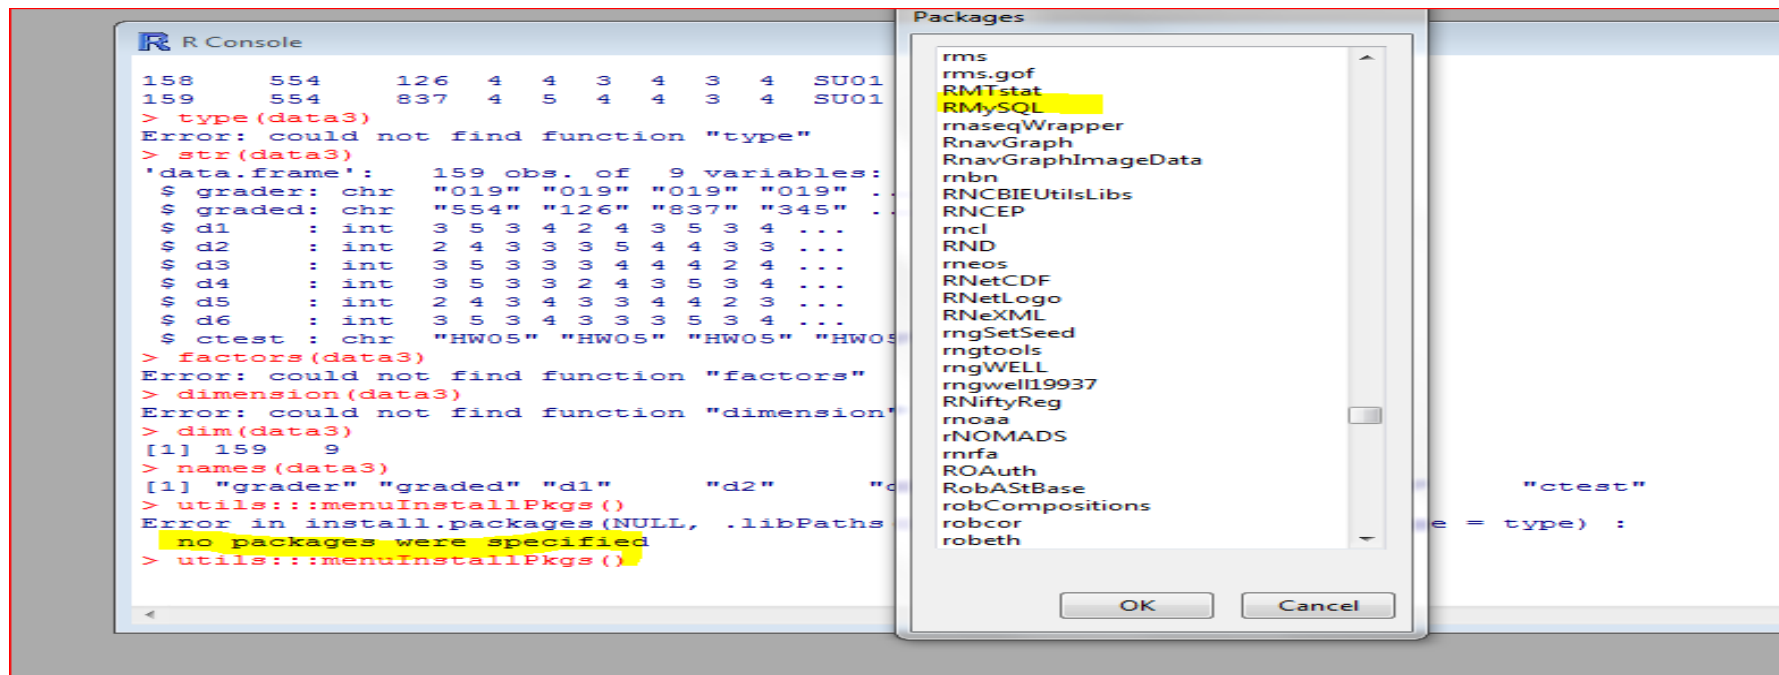 R Console
158 554 126 4 4 3 4 3 4 SU01
159 554 837 4 5 4 4 3 4 SU01
> type(data3)
Error: could not find function "type"
> str(data3)
'data.frame': 159 obs. of 9 variables:
$ grader: chr "019" "019" "019" "019" ..
$ graded: chr "554" "126" "837" "345" ..
$ d1 : int 3 5 3 4 2 4 3 5 3 4 ...
$ d2 : int 2 4 3 3 3 5 4 4 3 3 ...
$ d3 : int 3 5 3 3 3 4 4 4 2 4 ...
$ d4 : int 3 5 3 3 2 4 3 5 3 4 ...
$ d5 : int 2 4 3 4 3 3 4 4 2 3 ...
$ d6 : int 3 5 3 4 3 3 3 5 3 4 ...
$ ctest : chr "HW05" "HW05" "HW05" "HW05
> factors(data3)
Error: could not find function "factors"
> dimension(data3)
Error: could not find function "dimension"
> dim(data3)
[1] 159 9
> names(data3)
[1] "grader" "graded" "d1" "d2" "d "ctest"
> utils:::menuInstallPkgs()
Error in install.packages(NULL, .libPaths e = type) :
no packages were specified
> utils:::menuInstallPkgs()
Packages
rms
rms.gof
RMTstat
RMySQL
rnaseqWrapper
RnavGraph
RnavGraphImageData
rnbn
RNCBIEUtilsLibs
RNCEP
rncl
RND
rneos
RNetCDF
RNetLogo
RNeXML
rngSetSeed
rngtools
rngWELL
rngwell19937
RNiftyReg
rnoaa
rNOMADS
rnrfa
ROAuth
RobAStBase
robCompositions
robcor
robeth
OK Cancel